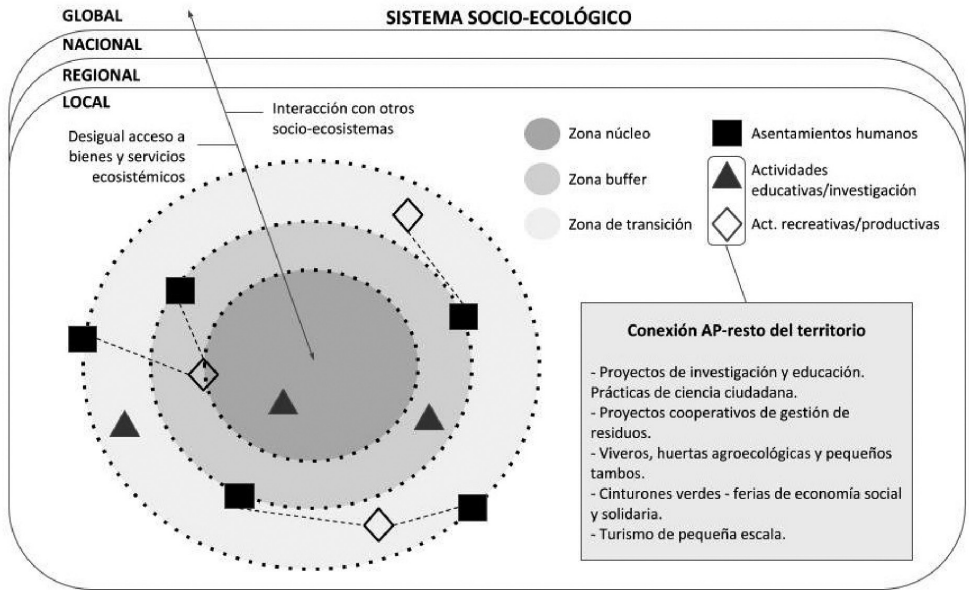 GLOBAL
SISTEMA SOCIO-ECOLÓGICO
NACIONAL
REGIONAL
LOCAL
Interacción con otros
socio-ecosistemas
Desigual acceso a
bienes y servicios
ecosistémicos
Zona núcleo
Zona buffer
Zona de transición
Asentamientos humanos
Actividades
educativas/investigación
Act. recreativas/productivas
Conexión AP-resto del territorio
- Proyectos de investigación y educación.
Prácticas de ciencia ciudadana.
- Proyectos cooperativos de gestión de
residuos.
- Viveros, huertas agroecológicas y pequeños
tambos.
- Cinturones verdes - ferias de economía social
y solidaria.
- Turismo de pequeña escala.